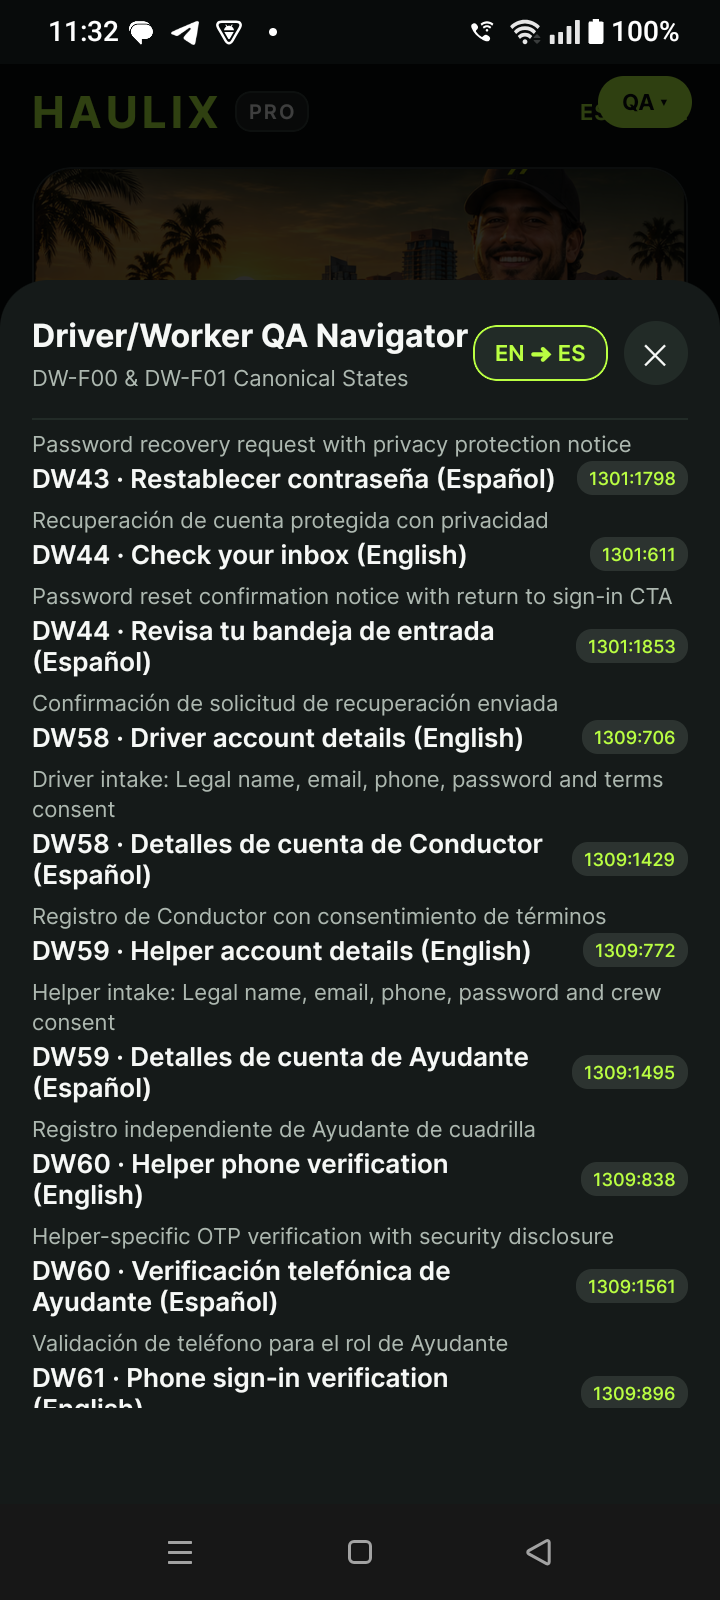 11:32
100%
HAULIX PRO
ES
QA
Driver/Worker QA Navigator
DW-F00 & DW-F01 Canonical States
EN → ES
Password recovery request with privacy protection notice
DW43 · Restablecer contraseña (Español)
1301:1798
Recuperación de cuenta protegida con privacidad
DW44 · Check your inbox (English)
1301:611
Password reset confirmation notice with return to sign-in CTA
DW44 · Revisa tu bandeja de entrada
(Español)
1301:1853
Confirmación de solicitud de recuperación enviada
DW58 · Driver account details (English)
1309:706
Driver intake: Legal name, email, phone, password and terms
consent
DW58 · Detalles de cuenta de Conductor
(Español)
1309:1429
Registro de Conductor con consentimiento de términos
DW59 · Helper account details (English)
1309:772
Helper intake: Legal name, email, phone, password and crew
consent
DW59 · Detalles de cuenta de Ayudante
(Español)
1309:1495
Registro independiente de Ayudante de cuadrilla
DW60 · Helper phone verification
(English)
1309:838
Helper-specific OTP verification with security disclosure
DW60 · Verificación telefónica de
Ayudante (Español)
1309:1561
Validación de teléfono para el rol de Ayudante
DW61 · Phone sign-in verification
(English)
1309:896